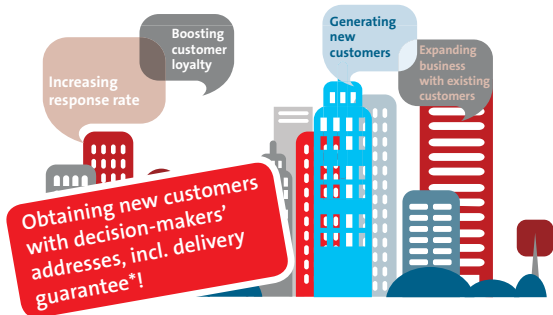 Boosting
customer
loyalty
Generating
new
customers
Expanding
business
with existing
customers
Increasing
response rate
Obtaining new customers
with decision-makers’
addresses, incl. delivery
guarantee*!